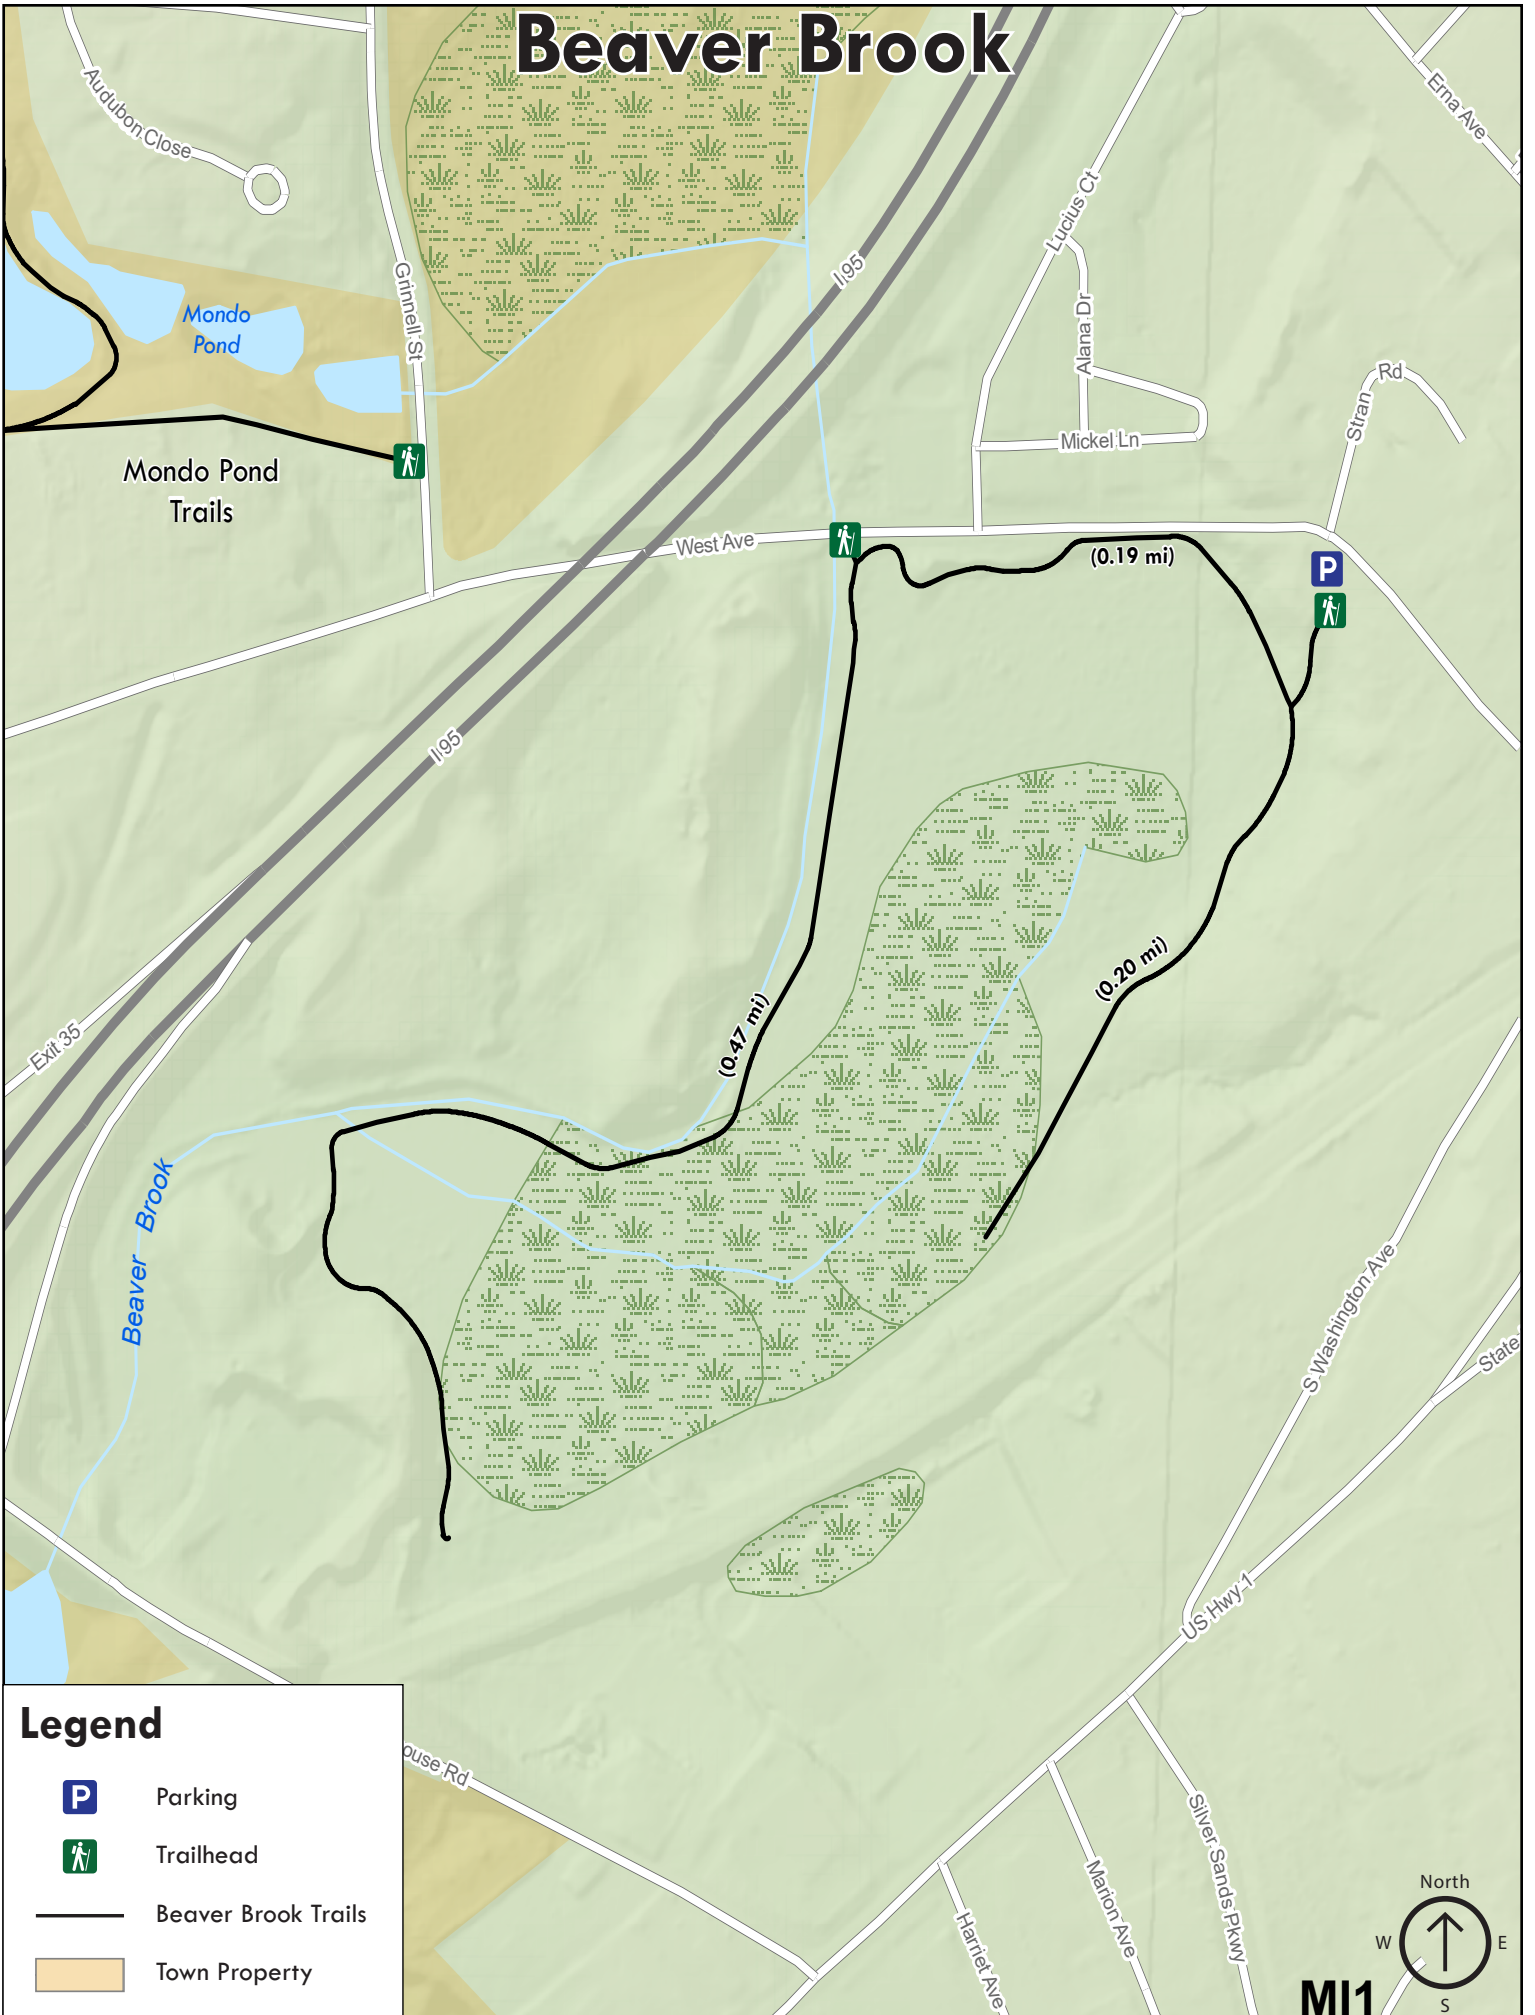 Beaver Brook
Audubon Close
Erna Ave
Lucius Ct
I 95
Grinnell St
Mondo
Pond
Alana Dr
Stran Rd
Mickel Ln
Mondo Pond
Trails
West Ave
(0.19 mi)
P
I 95
(0.20 mi)
(0.47 mi)
Exit 35
Beaver Brook
S Washington Ave
State
US Hwy 1
ouse Rd
Silver Sands Pkwy
Marion Ave
Harriet Ave
Legend
P Parking
Trailhead
Beaver Brook Trails
Town Property
North
W E
S
MI1